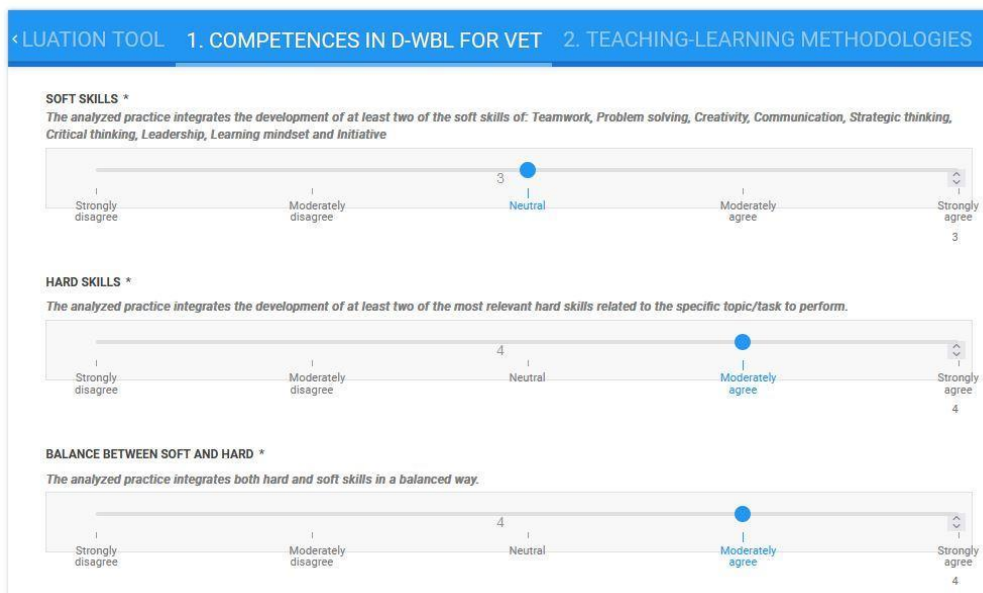 ‹ LUATION TOOL 1. COMPETENCES IN D-WBL FOR VET 2. TEACHING-LEARNING METHODOLOGIES
SOFT SKILLS *
The analyzed practice integrates the development of at least two of the soft skills of: Teamwork, Problem solving, Creativity, Communication, Strategic thinking,
Critical thinking, Leadership, Learning mindset and Initiative
3
Strongly Moderately Neutral Moderately Strongly
disagree disagree agree agree
3
HARD SKILLS *
The analyzed practice integrates the development of at least two of the most relevant hard skills related to the specific topic/task to perform.
4
Strongly Moderately Neutral Moderately Strongly
disagree disagree agree agree
4
BALANCE BETWEEN SOFT AND HARD *
The analyzed practice integrates both hard and soft skills in a balanced way.
4
Strongly Moderately Neutral Moderately Strongly
disagree disagree agree agree
4